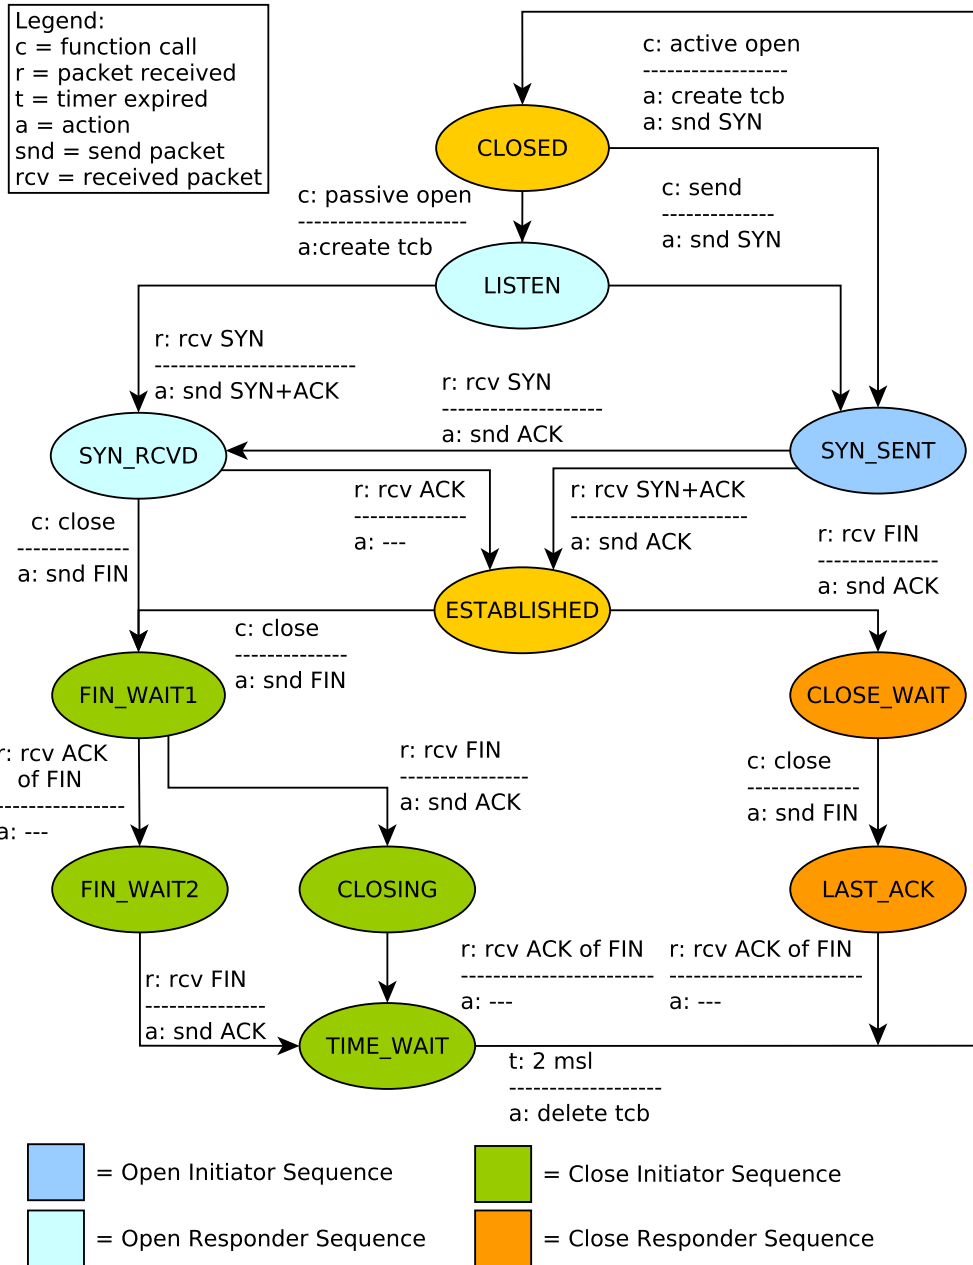 Legend:
c = function call
r = packet received
t = timer expired
a = action
snd = send packet
rcv = received packet
c: active open
------------------
a: create tcb
a: snd SYN
CLOSED
c: passive open
---------------------
a:create tcb
c: send
--------------
a: snd SYN
LISTEN
r: rcv SYN
-------------------------
a: snd SYN+ACK
r: rcv SYN
--------------------
a: snd ACK
SYN_RCVD
SYN_SENT
r: rcv ACK
--------------
a: ---
r: rcv SYN+ACK
----------------------
a: snd ACK
c: close
--------------
a: snd FIN
r: rcv FIN
---------------
a: snd ACK
ESTABLISHED
c: close
--------------
a: snd FIN
FIN_WAIT1
CLOSE_WAIT
r: rcv ACK
of FIN
----------------
a: ---
r: rcv FIN
----------------
a: snd ACK
c: close
--------------
a: snd FIN
FIN_WAIT2
CLOSING
LAST_ACK
r: rcv FIN
---------------
a: snd ACK
r: rcv ACK of FIN
------------------------
a: ---
r: rcv ACK of FIN
------------------------
a: ---
TIME_WAIT
t: 2 msl
-------------------
a: delete tcb
= Open Initiator Sequence
= Close Initiator Sequence
= Open Responder Sequence
= Close Responder Sequence